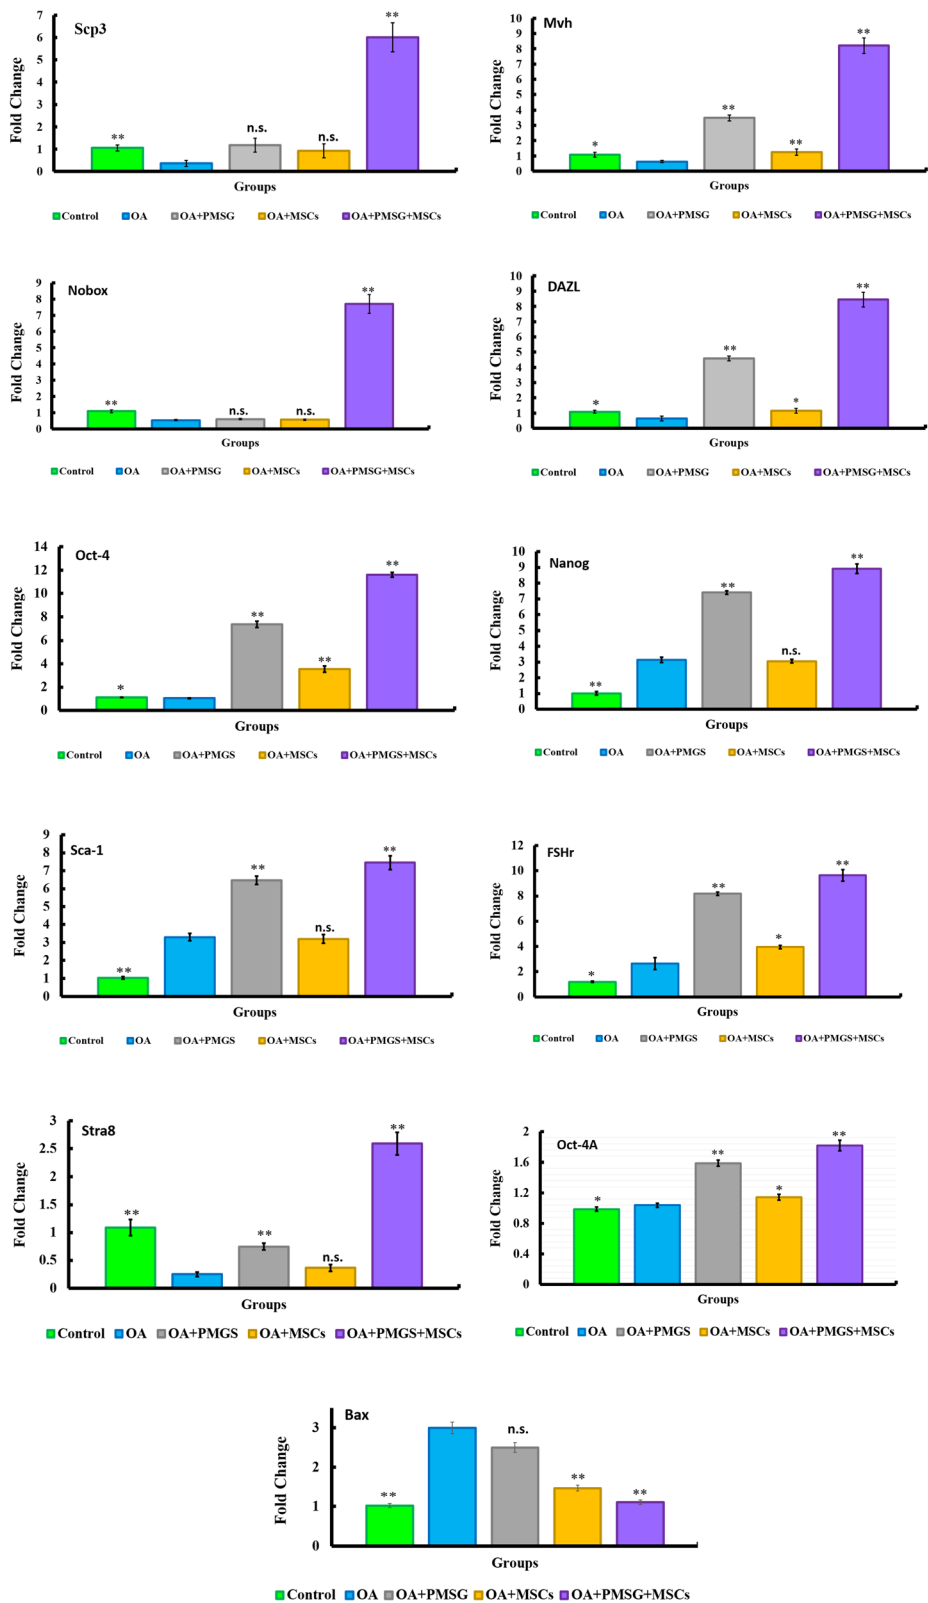 Scp3
Fold Change
7
6
5
4
3
2
1
0
**
n.s.
n.s.
**
Groups
Control OA OA+PMSG OA+MSCs OA+PMSG+MSCs
Mvh
Fold Change
10
9
8
7
6
5
4
3
2
1
0
*
**
**
**
Groups
Control OA OA+PMSG OA+MSCs OA+PMSG+MSCs
Nobox
Fold Change
9
8
7
6
5
4
3
2
1
0
**
n.s.
n.s.
**
Groups
Control OA OA+PMSG OA+MSCs OA+PMSG+MSCs
DAZL
Fold Change
10
9
8
7
6
5
4
3
2
1
0
*
**
*
**
Groups
Control OA OA+PMSG OA+MSCs OA+PMSG+MSCs
Oct-4
Fold Change
14
12
10
8
6
4
2
0
*
**
**
**
Groups
Control OA OA+PMGS OA+MSCs OA+PMGS+MSCs
Nanog
Fold Change
10
9
8
7
6
5
4
3
2
1
0
**
**
n.s.
**
Groups
Control OA OA+PMGS OA+MSCs OA+PMGS+MSCs
Sca-1
Fold Change
9
8
7
6
5
4
3
2
1
0
**
**
n.s.
**
Groups
Control OA OA+PMGS OA+MSCs OA+PMGS+MSCs
FSHr
Fold Change
12
10
8
6
4
2
0
*
**
*
**
Groups
Control OA OA+PMGS OA+MSCs OA+PMGS+MSCs
Stra8
Fold Change
3
2.5
2
1.5
1
0.5
0
**
**
n.s.
**
Groups
Control OA OA+PMGS OA+MSCs OA+PMGS+MSCs
Oct-4A
Fold Change
2
1.6
1.2
0.8
0.4
0
*
**
*
**
Groups
Control OA OA+PMGS OA+MSCs OA+PMGS+MSCs
Bax
Fold Change
3
2
1
0
**
n.s.
**
**
Groups
Control OA OA+PMSG OA+MSCs OA+PMSG+MSCs